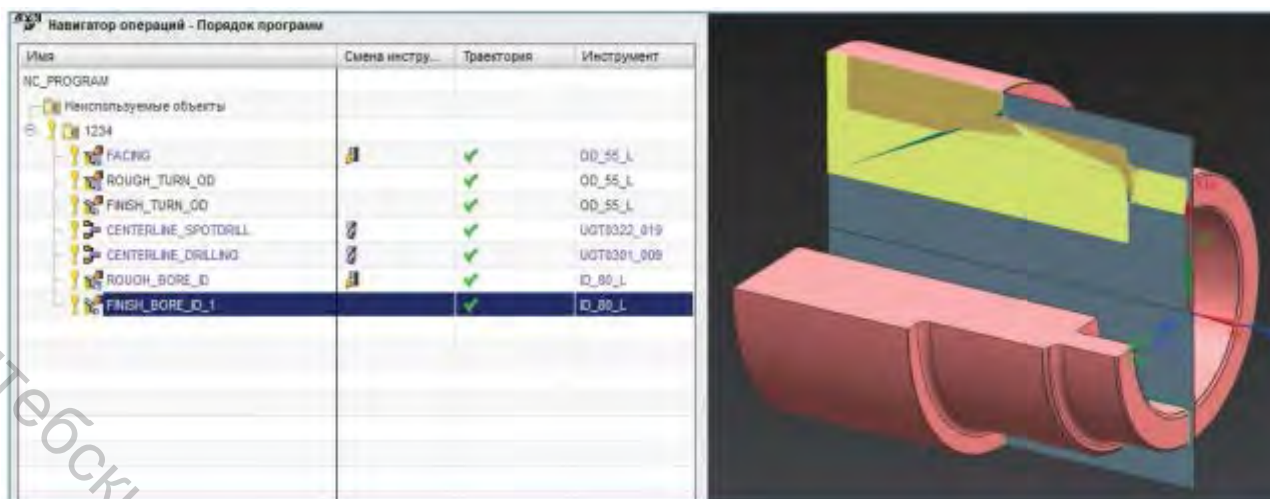 Навигатор операций - Порядок программ
Имя Смена инстру... Траектория Инструмент
NC_PROGRAM
Неиспользуемые объекты
1234
FACING OD_55_L
ROUGH_TURN_OD OD_55_L
FINISH_TURN_OD OD_55_L
CENTERLINE_SPOTDRILL UGT0322_019
CENTERLINE_DRILLING UGT0301_009
ROUGH_BORE_ID ID_80_L
FINISH_BORE_ID_1 ID_80_L